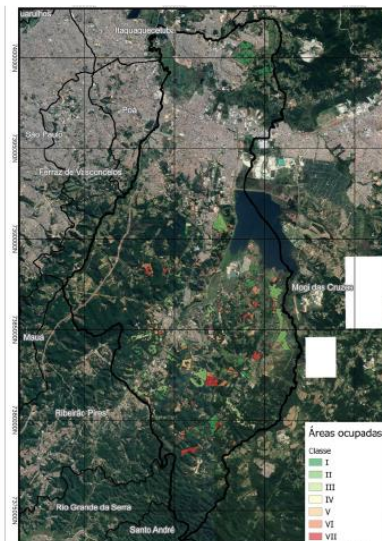 uarulhos
Itaquaquecetuba
Poá
São Paulo
Ferraz de Vasconcelos
Mogi das Cruzes
Mauá
Ribeirão Pires
Rio Grande da Serra
Santo André
Áreas ocupadas
Classe
I
II
III
IV
V
VI
VII